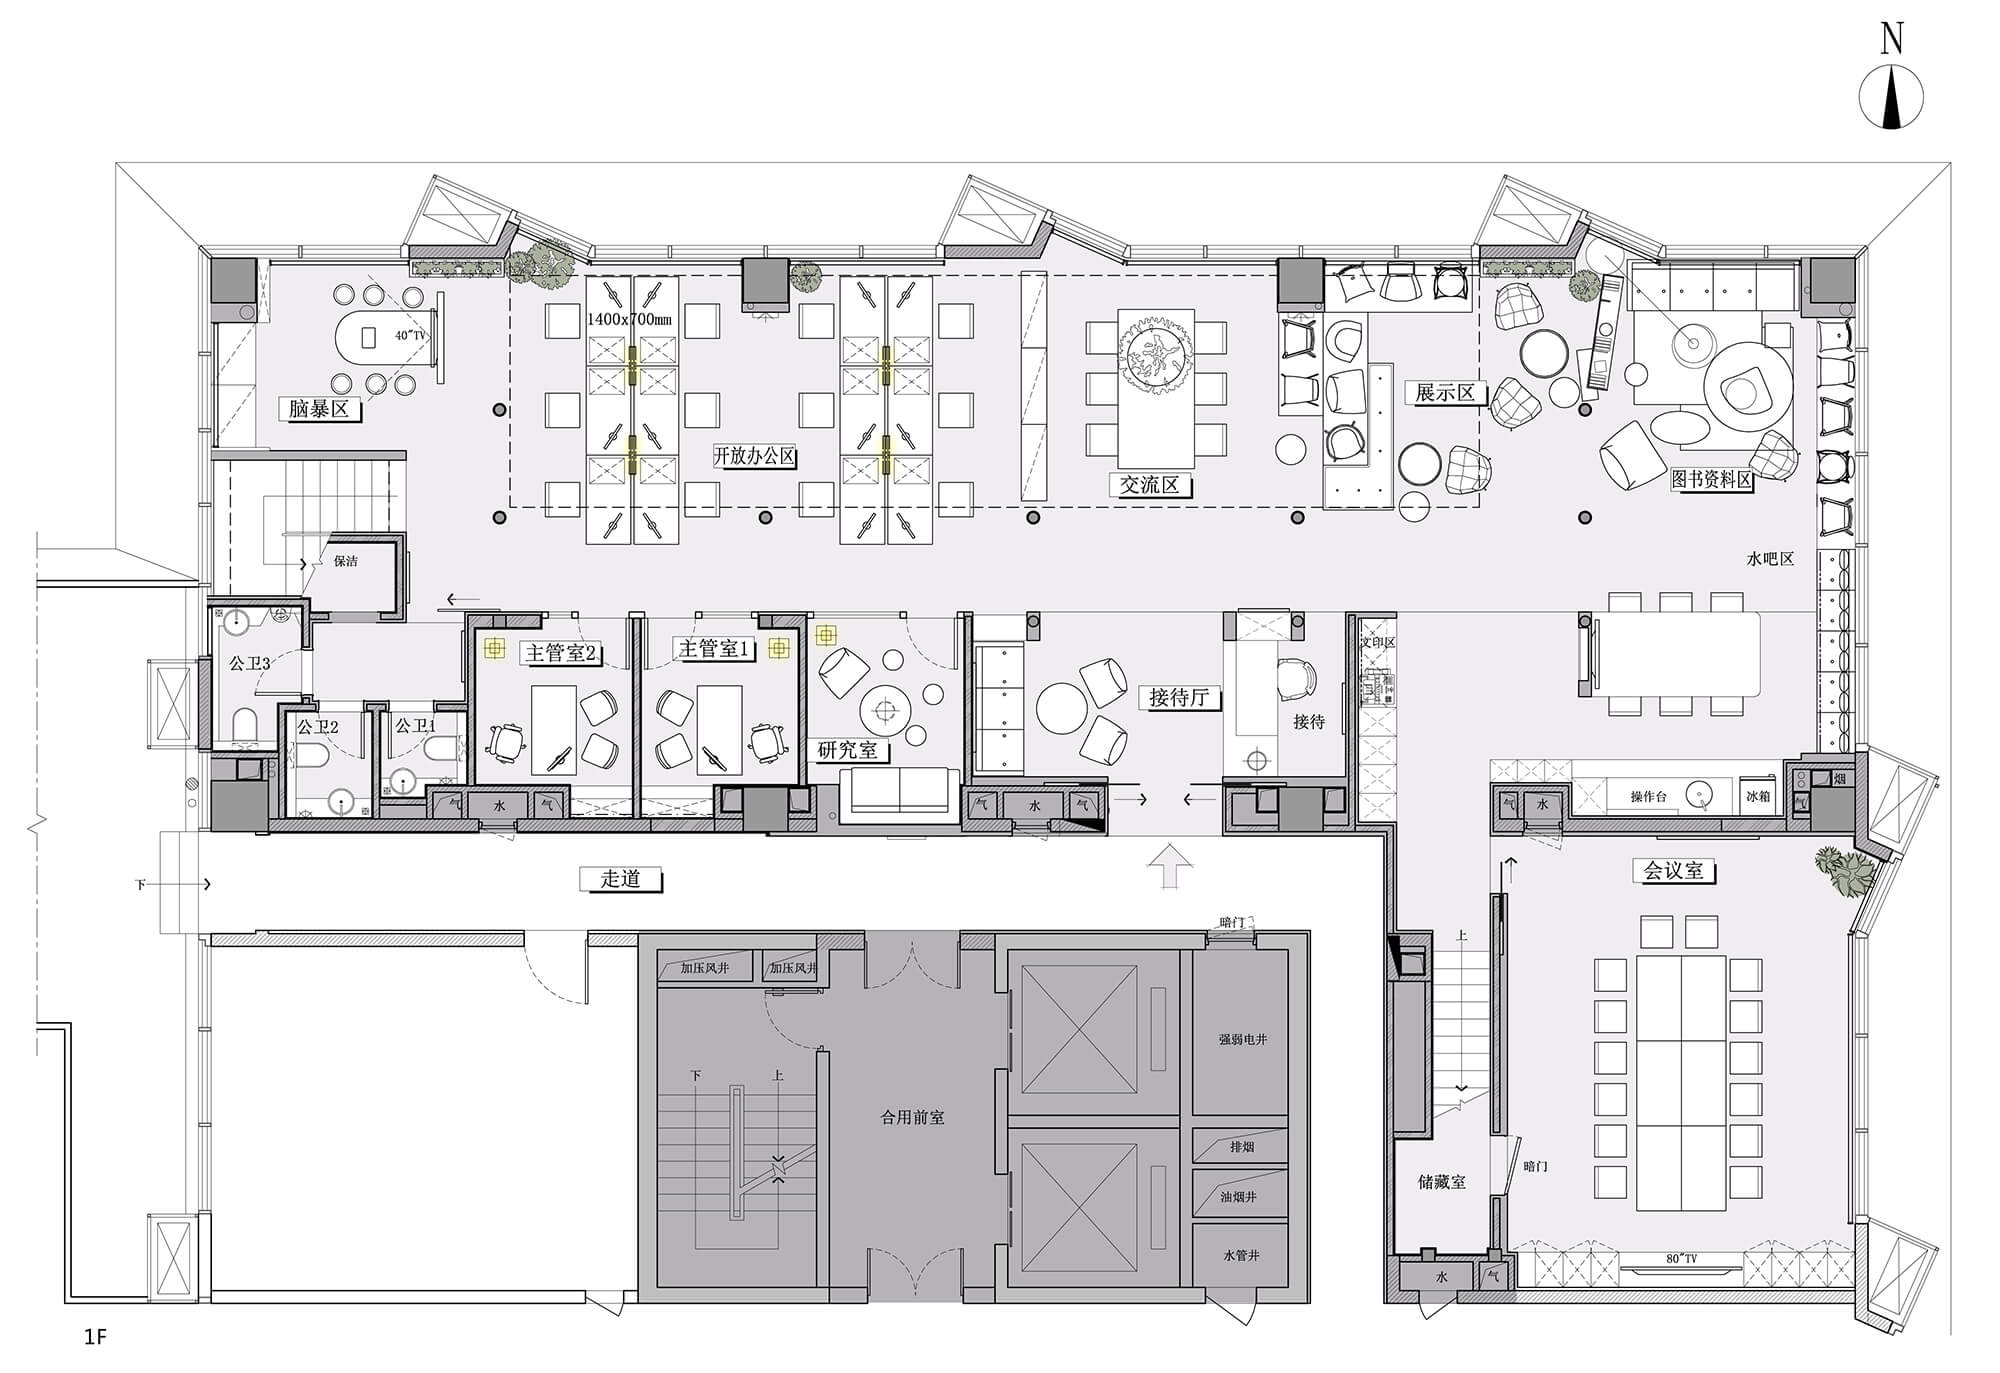 N
1400x700mm
40"TV
脑暴区
开放办公区
交流区
展示区
图书资料区
保洁
水吧区
公卫3
公卫2
公卫1
主管室2
主管室1
研究室
接待厅
接待
文印区
气
水
气
气
水
气
气
水
操作台
冰箱
烟
气
下
走道
会议室
暗门
上
加压风井
加压风井
强弱电井
下
上
合用前室
排烟
油烟井
水管井
储藏室
暗门
水
气
80"TV
1F